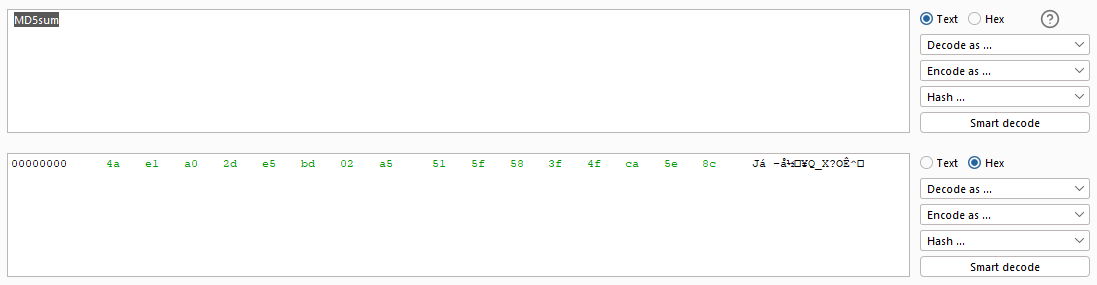 MD5sum
Text Hex ?
Decode as ...
Encode as ...
Hash ...
Smart decode
00000000 4a e1 a0 2d e5 bd 02 a5 51 5f 58 3f 4f ca 5e 8c Já -å½□¥Q_X?OÊ^□
Text Hex
Decode as ...
Encode as ...
Hash ...
Smart decode